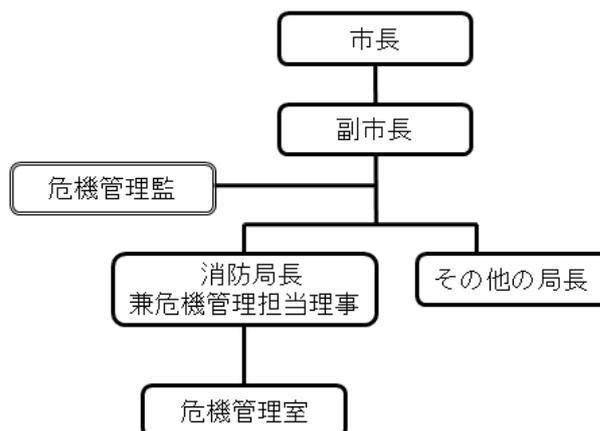 市長
副市長
危機管理監
消防局長
兼危機管理担当理事
その他の局長
危機管理室